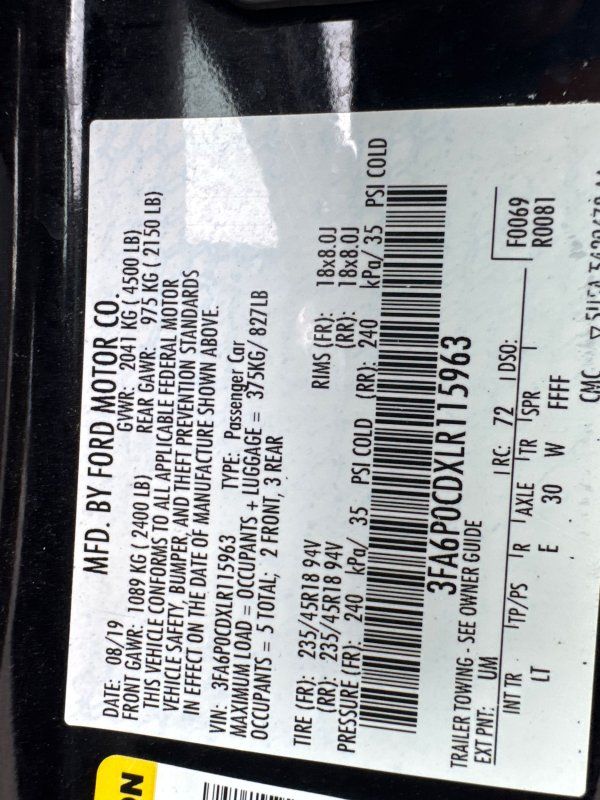 MFD. BY FORD MOTOR CO.
DATE: 08/19 GVWR: 2041 KG ( 4500 LB)
FRONT GAWR: 1089 KG ( 2400 LB) REAR GAWR: 975 KG ( 2150 LB)
THIS VEHICLE CONFORMS TO ALL APPLICABLE FEDERAL MOTOR
VEHICLE SAFETY, BUMPER, AND THEFT PREVENTION STANDARDS
IN EFFECT ON THE DATE OF MANUFACTURE SHOWN ABOVE.
VIN: 3FA6P0CDXLR115963 TYPE: Passenger Car
MAXIMUM LOAD = OCCUPANTS + LUGGAGE = 375KG/ 827LB
OCCUPANTS = 5 TOTAL; 2 FRONT, 3 REAR
TIRE (FR): 235/45R18 94V RIMS (FR): 18x8.0J
(RR): 235/45R18 94V (RR): 18x8.0J
PRESSURE (FR): 240 kPa/ 35 PSI COLD (RR): 240 kPa/ 35 PSI COLD
3FA6P0CDXLR115963
TRAILER TOWING - SEE OWNER GUIDE
EXT PNT: UM RC: 72 DSO: F0069
R0081
INT TR TP/PS R AXLE TR SPR
LT E 30 W FFFF
CMC
ON